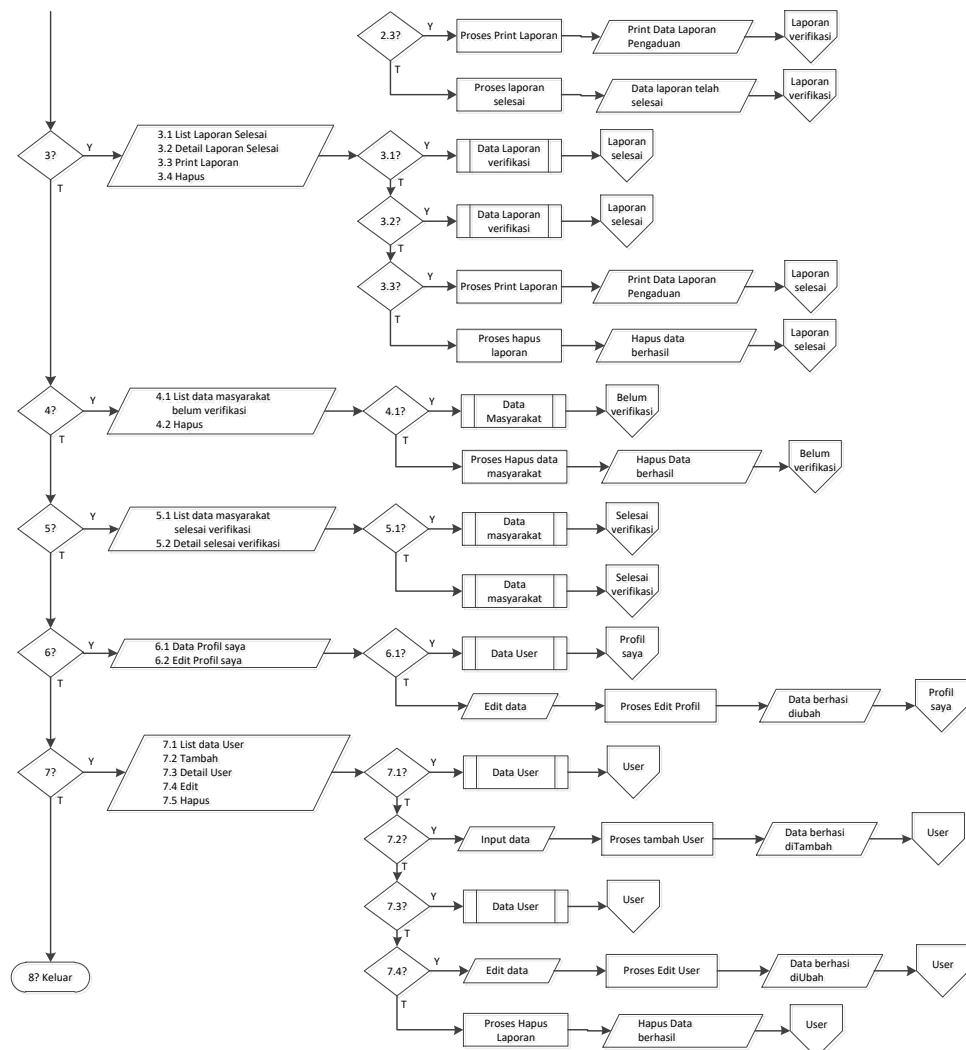 2.3?
Y
Proses Print Laporan
Print Data Laporan
Pengaduan
Laporan
verifikasi
T
Proses laporan
selesai
Data laporan telah
selesai
Laporan
verifikasi
3?
Y
3.1 List Laporan Selesai
3.2 Detail Laporan Selesai
3.3 Print Laporan
3.4 Hapus
3.1?
Y
Data Laporan
verifikasi
Laporan
selesai
T
T
3.2?
Y
Data Laporan
verifikasi
Laporan
selesai
T
3.3?
Y
Proses Print Laporan
Print Data Laporan
Pengaduan
Laporan
selesai
T
Proses hapus
laporan
Hapus data
berhasil
Laporan
selesai
4?
Y
4.1 List data masyarakat
belum verifikasi
4.2 Hapus
4.1?
Y
Data
Masyarakat
Belum
verifikasi
T
T
Proses Hapus data
masyarakat
Hapus Data
berhasil
Belum
verifikasi
5?
Y
5.1 List data masyarakat
selesai verifikasi
5.2 Detail selesai verifikasi
5.1?
Y
Data
masyarakat
Selesai
verifikasi
T
T
Data
masyarakat
Selesai
verifikasi
6?
Y
6.1 Data Profil saya
6.2 Edit Profil saya
6.1?
Y
Data User
Profil
saya
T
T
Edit data
Proses Edit Profil
Data berhasi
diubah
Profil
saya
7?
Y
7.1 List data User
7.2 Tambah
7.3 Detail User
7.4 Edit
7.5 Hapus
7.1?
Y
Data User
User
T
T
7.2?
Y
Input data
Proses tambah User
Data berhasi
diTambah
User
T
7.3?
Y
Data User
User
T
8? Keluar
7.4?
Y
Edit data
Proses Edit User
Data berhasi
diUbah
User
T
Proses Hapus
Laporan
Hapus Data
berhasil
User